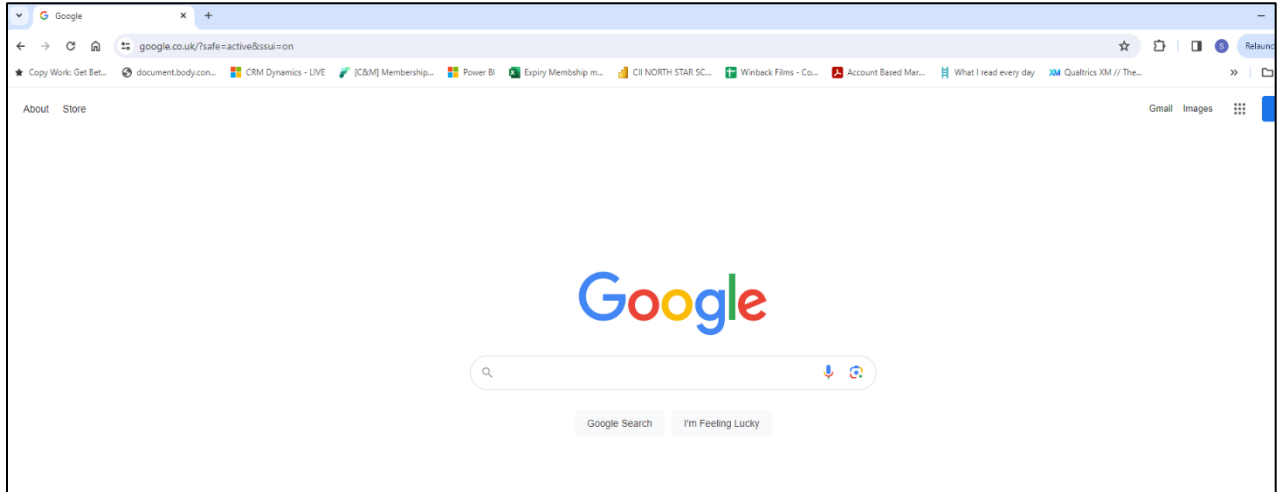 Google
google.co.uk/?safe=active&ssui=on S Relaunc
Copy Work: Get Bet... document.body.con... CRM Dynamics - LIVE [C&M] Membership... Power BI Expiry Membship m... CII NORTH STAR SC... Winback Films - Co... Account Based Mar... What I read every day XM Qualtrics XM // The... »
About Store Gmail Images
Google
Google Search I'm Feeling Lucky